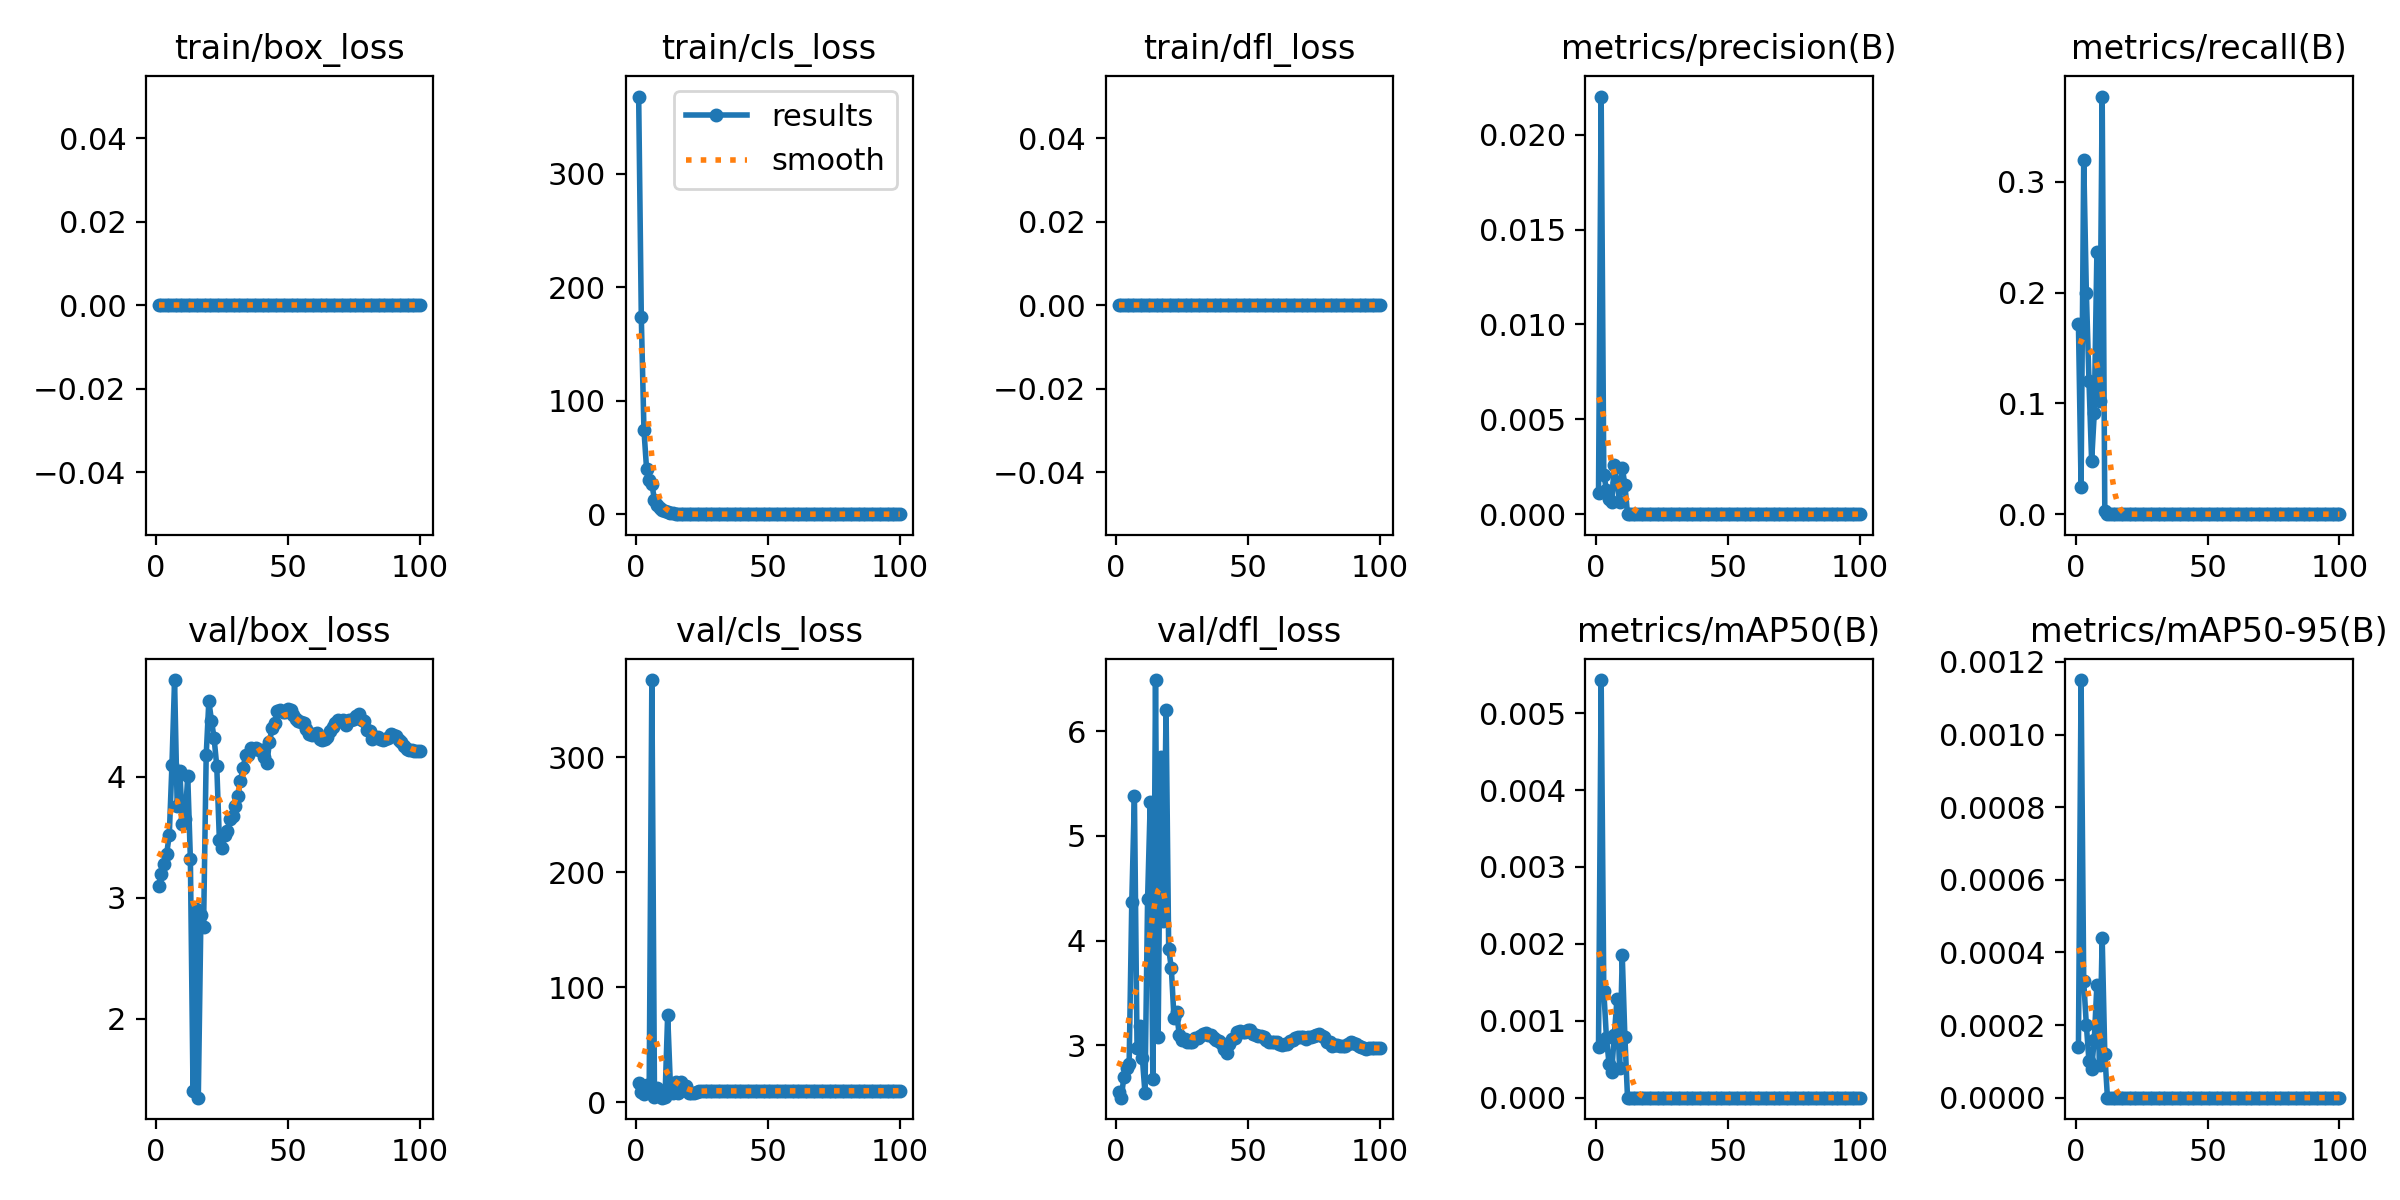 train/box_loss
train/cls_loss
train/dfl_loss
metrics/precision(B)
metrics/recall(B)
0.04
0.02
0.00
−0.02
−0.04
0 50 100
results
smooth
300
200
100
0
0 50 100
0.04
0.02
0.00
−0.02
−0.04
0 50 100
0.020
0.015
0.010
0.005
0.000
0 50 100
0.3
0.2
0.1
0.0
0 50 100
val/box_loss
val/cls_loss
val/dfl_loss
metrics/mAP50(B)
metrics/mAP50-95(B)
4
3
2
0 50 100
300
200
100
0
0 50 100
6
5
4
3
0 50 100
0.005
0.004
0.003
0.002
0.001
0.000
0 50 100
0.0012
0.0010
0.0008
0.0006
0.0004
0.0002
0.0000
0 50 100